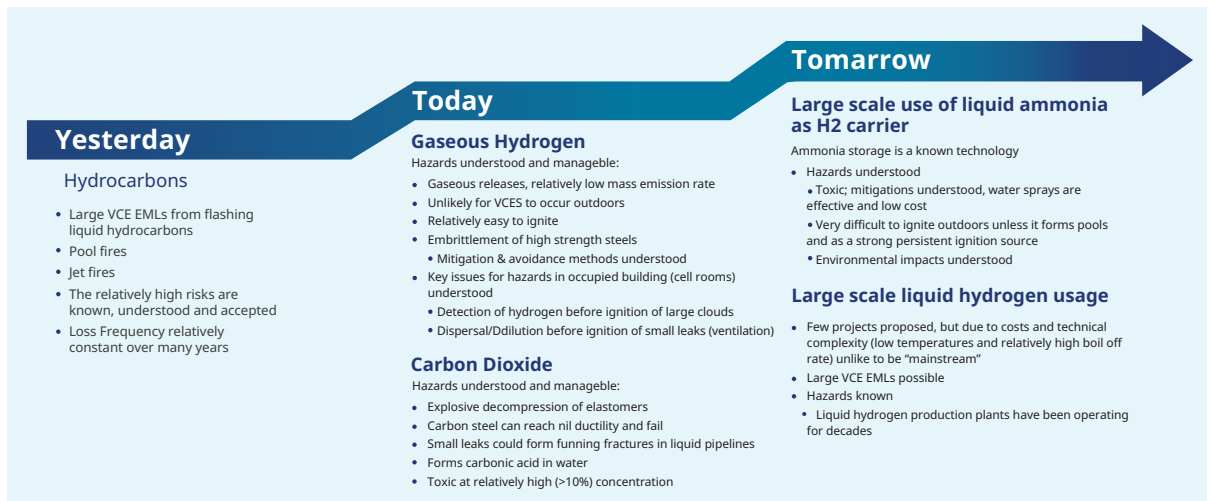 Yesterday
Hydrocarbons
• Large VCE EMLs from flashing
liquid hydrocarbons
• Pool fires
• Jet fires
• The relatively high risks are
known, understood and accepted
• Loss Frequency relatively
constant over many years
Today
Gaseous Hydrogen
Hazards understood and manageble:
• Gaseous releases, relatively low mass emission rate
• Unlikely for VCES to occur outdoors
• Relatively easy to ignite
• Embrittlement of high strength steels
• Mitigation & avoidance methods understood
• Key issues for hazards in occupied building (cell rooms)
understood
• Detection of hydrogen before ignition of large clouds
• Dispersal/Ddilution before ignition of small leaks (ventilation)
Carbon Dioxide
Hazards understood and manageble:
• Explosive decompression of elastomers
• Carbon steel can reach nil ductility and fail
• Small leaks could form funning fractures in liquid pipelines
• Forms carbonic acid in water
• Toxic at relatively high (>10%) concentration
Tomarrow
Large scale use of liquid ammonia
as H2 carrier
Ammonia storage is a known technology
• Hazards understood
• Toxic; mitigations understood, water sprays are
effective and low cost
• Very difficult to ignite outdoors unless it forms pools
and as a strong persistent ignition source
• Environmental impacts understood
Large scale liquid hydrogen usage
• Few projects proposed, but due to costs and technical
complexity (low temperatures and relatively high boil off
rate) unlike to be “mainstream”
• Large VCE EMLs possible
• Hazards known
• Liquid hydrogen production plants have been operating
for decades